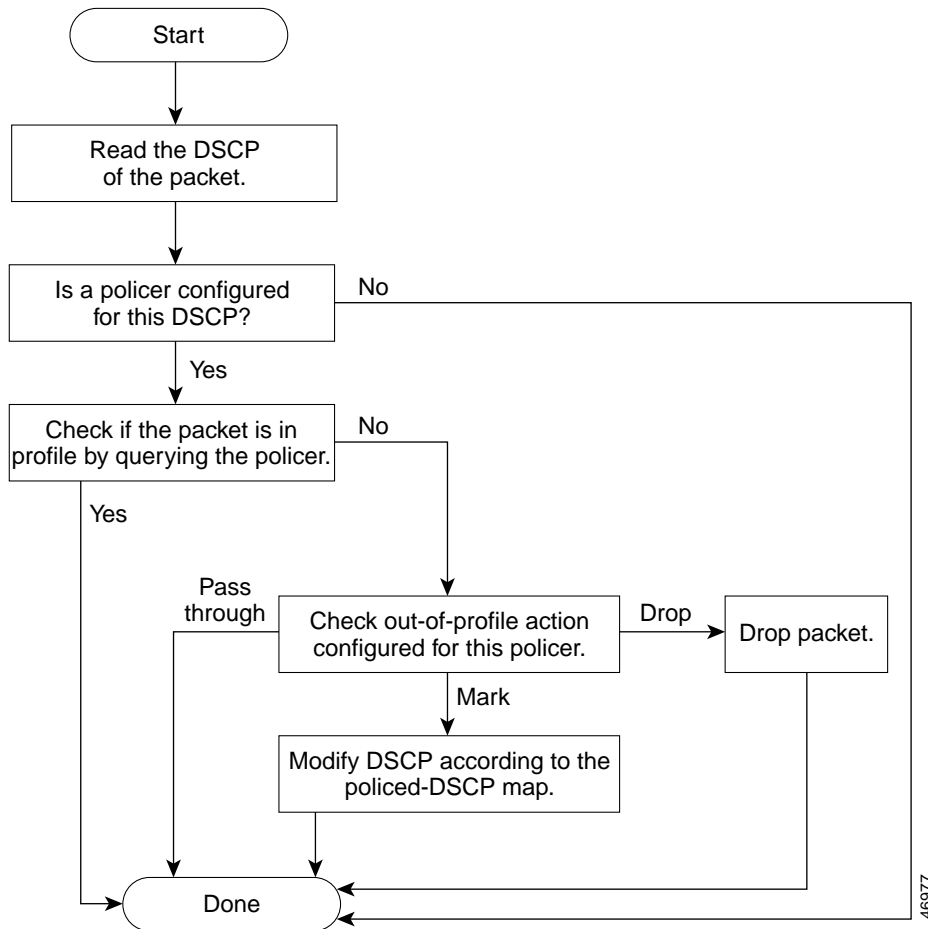 Start
Read the DSCP
of the packet.
Is a policer configured
for this DSCP?
No
Yes
Check if the packet is in
profile by querying the policer.
No
Yes
Pass
through
Check out-of-profile action
configured for this policer.
Drop
Drop packet.
Mark
Modify DSCP according to the
policed-DSCP map.
Done
46977